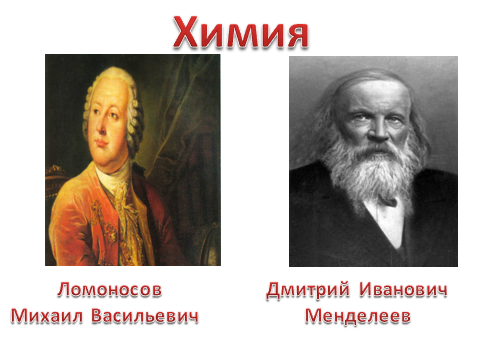 Химия
Ломоносов
Михаил Васильевич
Дмитрий Иванович
Менделеев